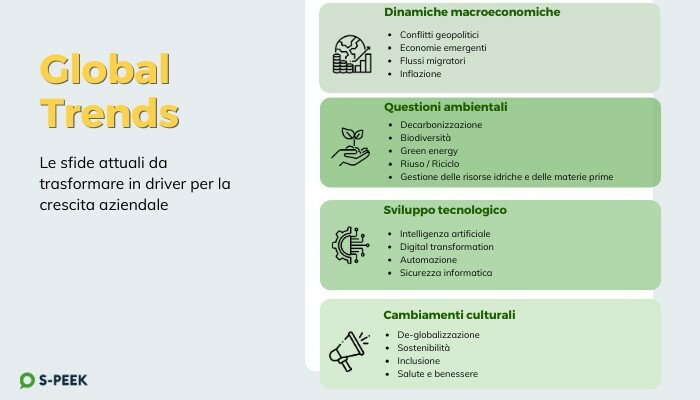 Global
Trends
Le sfide attuali da
trasformare in driver per la
crescita aziendale
Dinamiche macroeconomiche
• Conflitti geopolitici
• Economie emergenti
• Flussi migratori
• Inflazione
Questioni ambientali
• Decarbonizzazione
• Biodiversità
• Green energy
• Riuso / Riciclo
• Gestione delle risorse idriche e delle materie prime
Sviluppo tecnologico
• Intelligenza artificiale
• Digital transformation
• Automazione
• Sicurezza informatica
Cambiamenti culturali
• De-globalizzazione
• Sostenibilità
• Inclusione
• Salute e benessere
S-PEEK